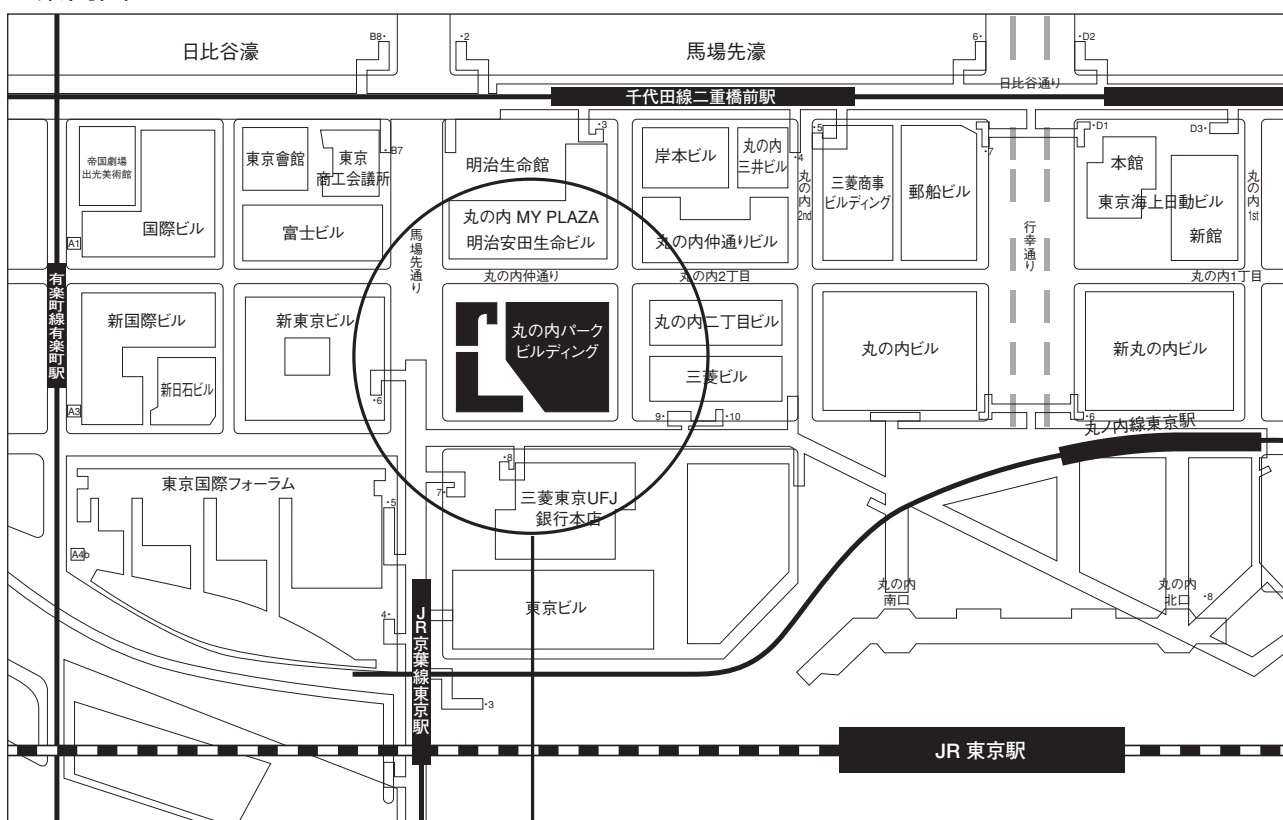 日比谷濠
B8
2
馬場先濠
6
D2
日比谷通り
千代田線二重橋前駅
帝国劇場
出光美術館
国際ビル
A1
東京會館
東京
商工会議所
B7
富士ビル
馬場先通り
明治生命館
3
丸の内 MY PLAZA
明治安田生命ビル
岸本ビル
丸の内
三井ビル
4
丸の内仲通りビル
5
丸の内
2nd
三菱商事
ビルディング
郵船ビル
7
行幸通り
D1
本館
東京海上日動ビル
新館
D3
丸の内
1st
丸の内仲通り
丸の内2丁目
丸の内1丁目
有楽町線有楽町駅
新国際ビル
新日石ビル
A3
新東京ビル
6
丸の内パーク
ビルディング
丸の内二丁目ビル
三菱ビル
9
10
丸の内ビル
新丸の内ビル
6
丸ノ内線東京駅
東京国際フォーラム
5
A4b
7
8
三菱東京UFJ
銀行本店
4
東京ビル
JR京葉線東京駅
3
丸の内
南口
丸の内
北口
8
JR 東京駅